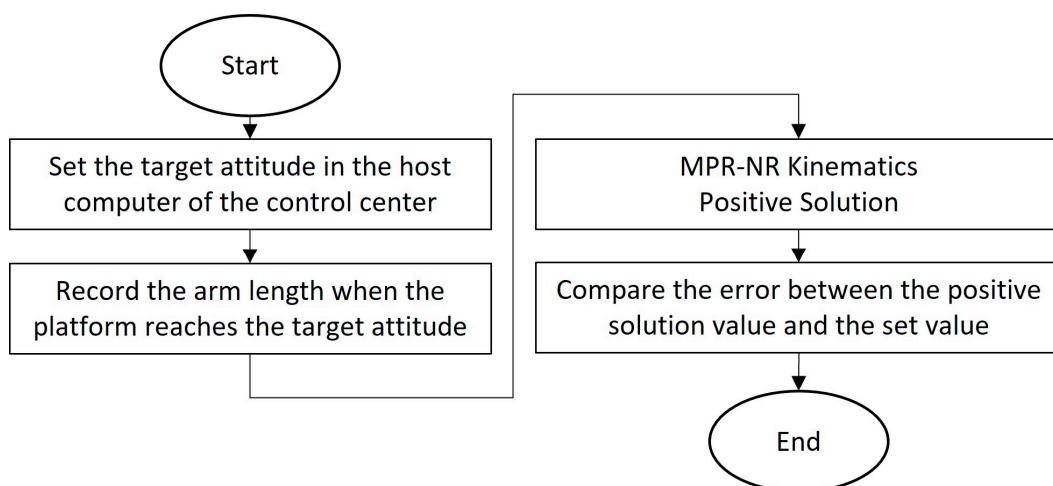 Start
Set the target attitude in the host
computer of the control center
Record the arm length when the
platform reaches the target attitude
MPR-NR Kinematics
Positive Solution
Compare the error between the positive
solution value and the set value
End